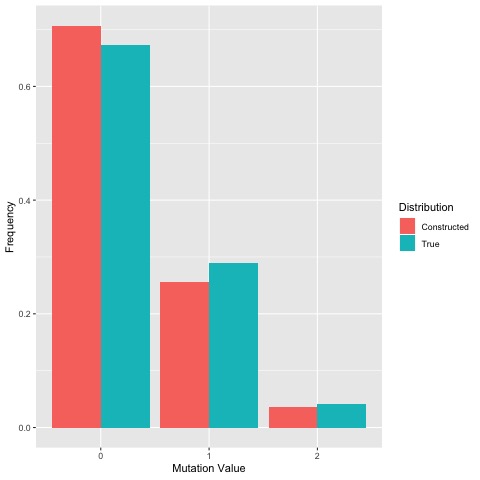 Frequency
0.6
0.4
0.2
0.0
0 1 2
Mutation Value
Distribution
Constructed
True